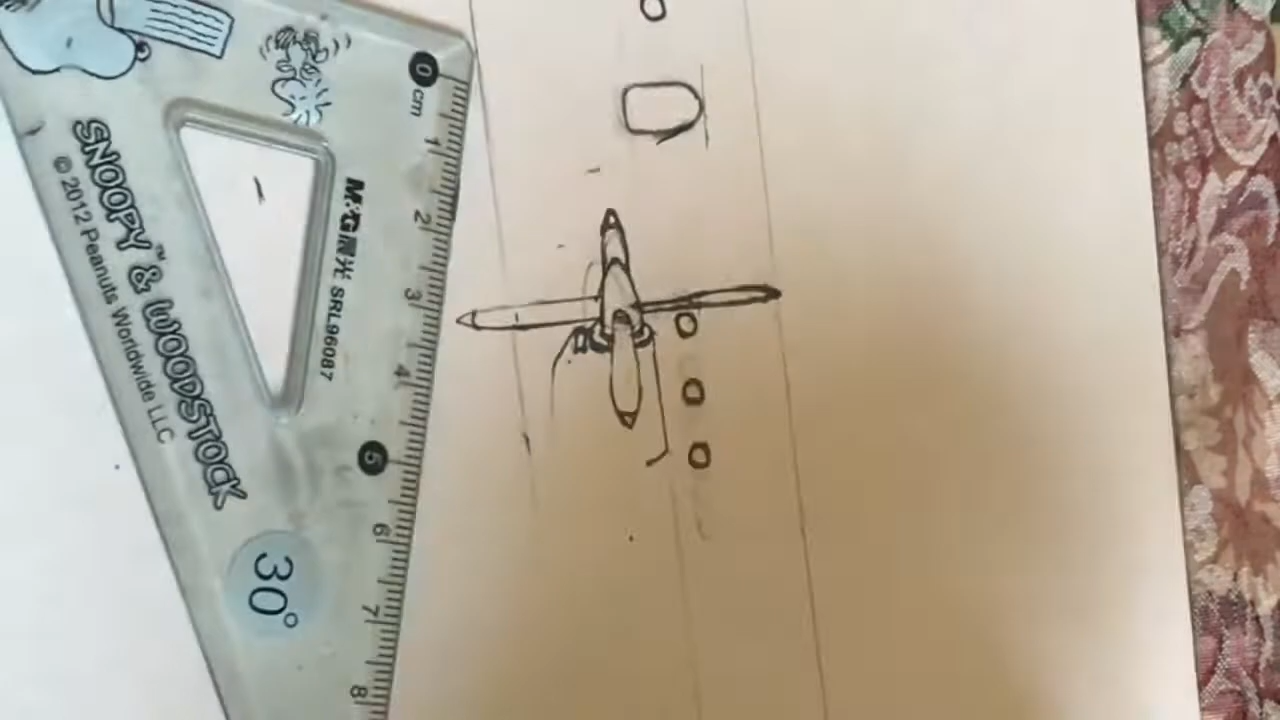 SNOOPY™ & WOODSTOCK
© 2012 Peanuts Worldwide LLC
M&G晨光 SRL96087
30°
0 cm
1
2
3
4
5
6
7
8